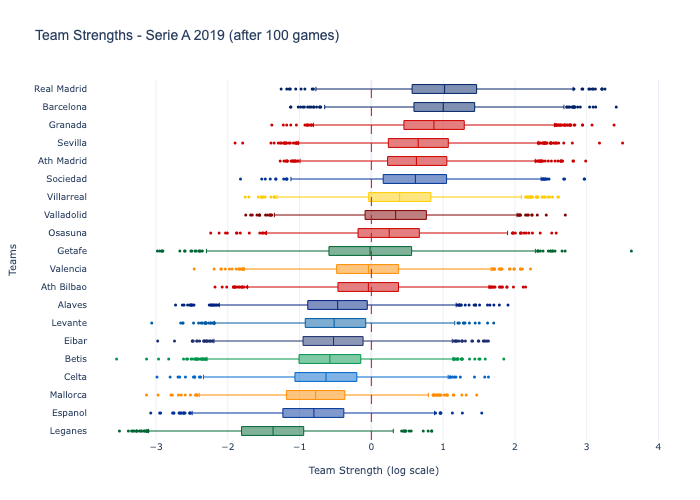 Team Strengths - Serie A 2019 (after 100 games)
Real Madrid
Barcelona
Granada
Sevilla
Ath Madrid
Sociedad
Villarreal
Valladolid
Osasuna
Getafe
Valencia
Ath Bilbao
Alaves
Levante
Eibar
Betis
Celta
Mallorca
Espanol
Leganes
Teams
−3 −2 −1 0 1 2 3 4
Team Strength (log scale)